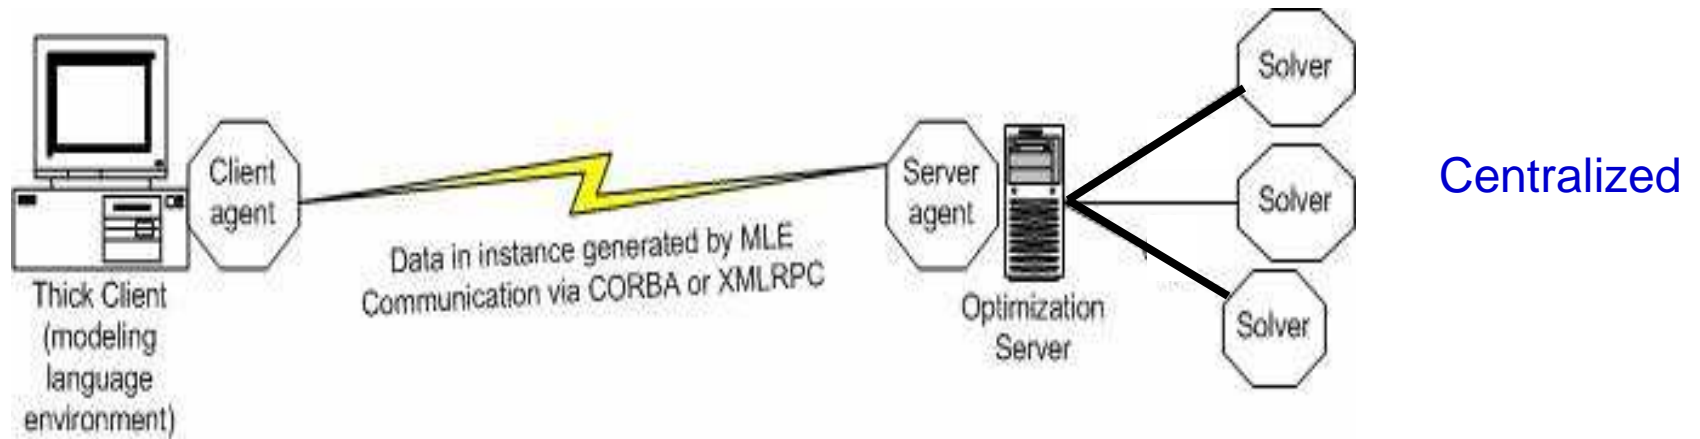 Client
agent
Thick Client
(modeling
language
environment)
Data in instance generated by MLE
Communication via CORBA or XMLRPC
Server
agent
Optimization
Server
Solver
Solver
Solver
Centralized